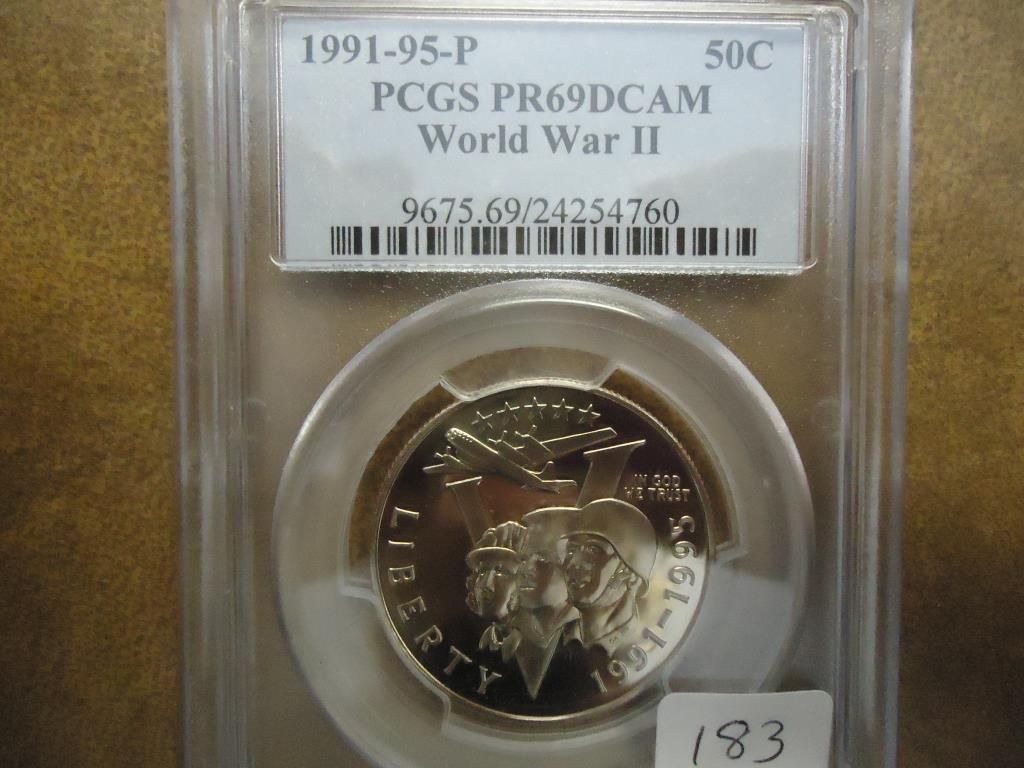 1991-95-P 50C
PCGS PR69DCAM
World War II
9675.69/24254760
IN GOD
WE TRUST
LIBERTY
1991-1995
183